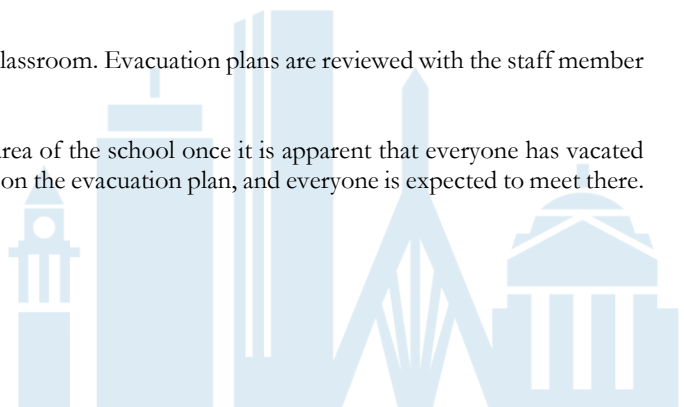 lassroom. Evacuation plans are reviewed with the staff member
rea of the school once it is apparent that everyone has vacated
on the evacuation plan, and everyone is expected to meet there.